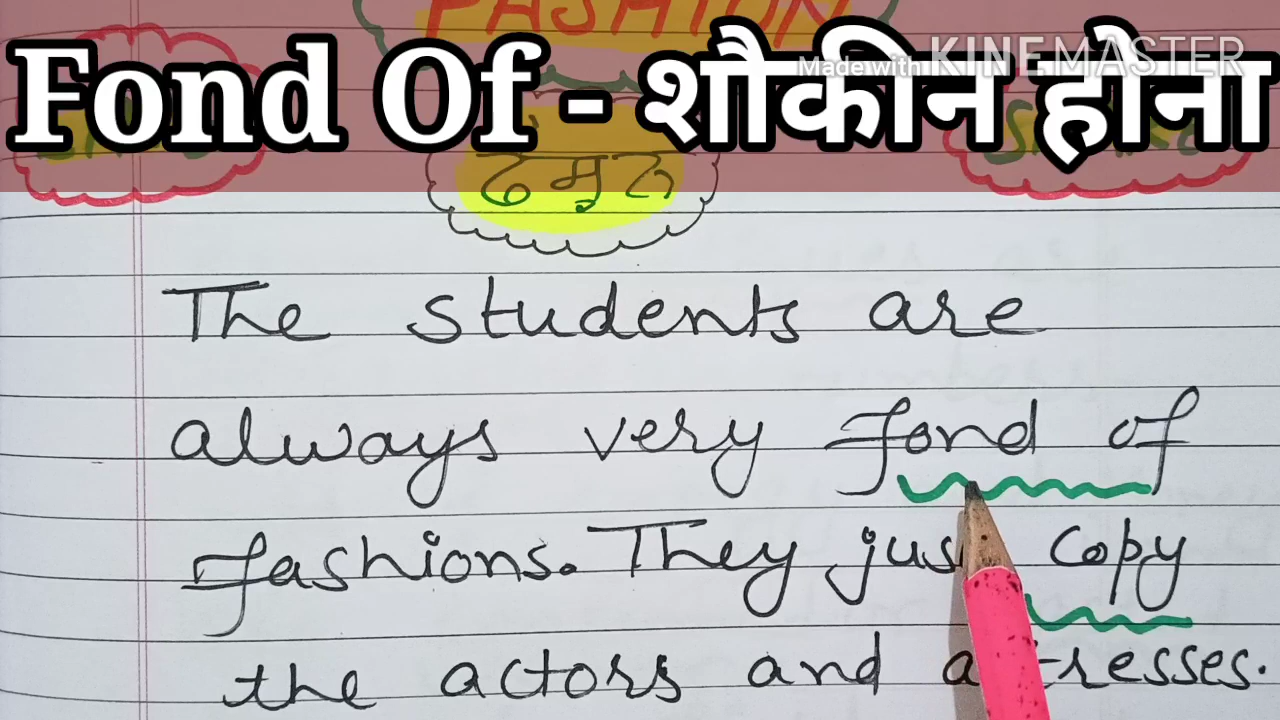 FASHION
Fond Of - शौकीन होना
Made with KINEMASTER
The students are
always very fond of
fashions. They just copy
the actors and actresses.